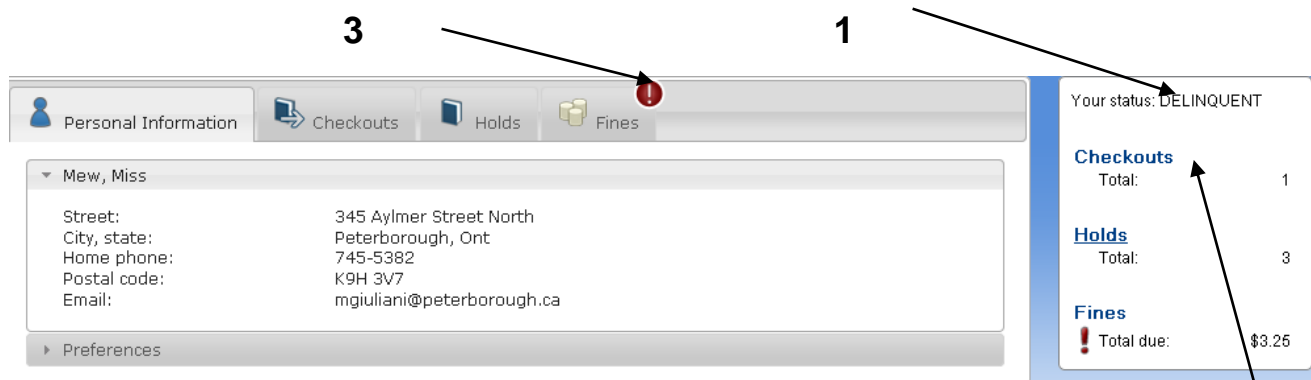 3 1
Personal Information Checkouts Holds Fines
Mew, Miss
Street: 345 Aylmer Street North
City, state: Peterborough, Ont
Home phone: 745-5382
Postal code: K9H 3V7
Email: mgiuliani@peterborough.ca
Preferences
Your status: DELINQUENT
Checkouts
Total: 1
Holds
Total: 3
Fines
Total due: $3.25